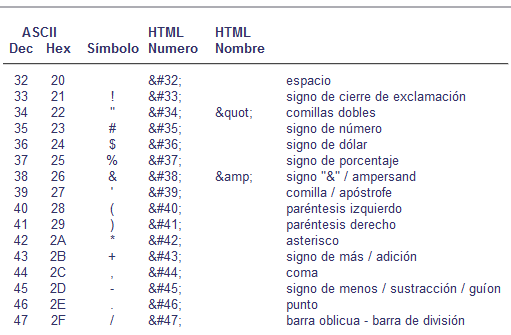 ASCII HTML HTML
Dec Hex Símbolo Numero Nombre
32 20 &#32; espacio
33 21 ! &#33; signo de cierre de exclamación
34 22 " &#34; &quot; comillas dobles
35 23 # &#35; signo de número
36 24 $ &#36; signo de dólar
37 25 % &#37; signo de porcentaje
38 26 & &#38; &amp; signo "&" / ampersand
39 27 ' &#39; comilla / apóstrofe
40 28 ( &#40; paréntesis izquierdo
41 29 ) &#41; paréntesis derecho
42 2A * &#42; asterisco
43 2B + &#43; signo de más / adición
44 2C , &#44; coma
45 2D - &#45; signo de menos / sustracción / guíon
46 2E . &#46; punto
47 2F / &#47; barra oblicua - barra de división